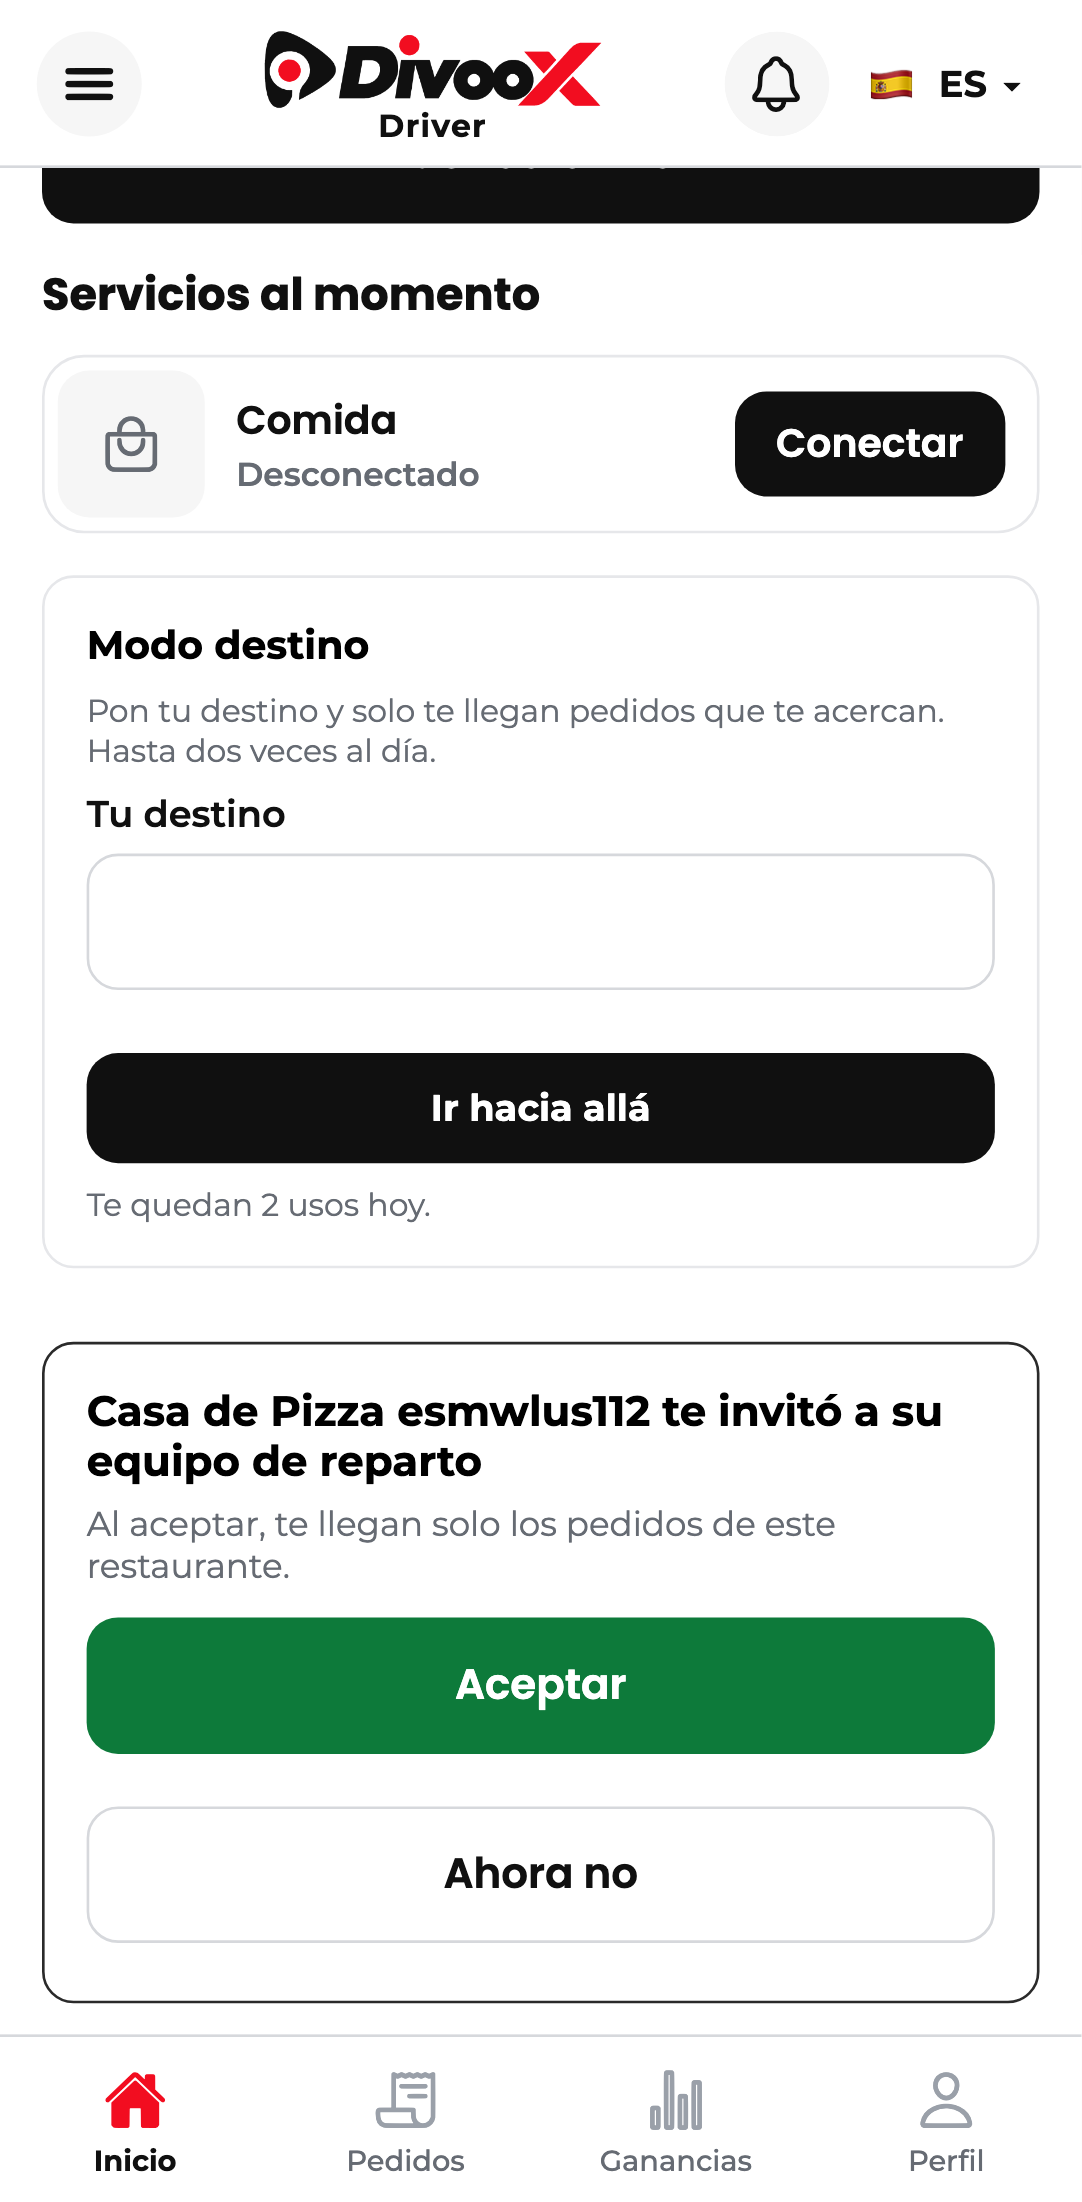 DivooX
Driver
ES
Servicios al momento
Comida
Desconectado
Conectar
Modo destino
Pon tu destino y solo te llegan pedidos que te acercan.
Hasta dos veces al día.
Tu destino
Ir hacia allá
Te quedan 2 usos hoy.
Casa de Pizza esmwlus112 te invitó a su
equipo de reparto
Al aceptar, te llegan solo los pedidos de este
restaurante.
Aceptar
Ahora no
Inicio
Pedidos
Ganancias
Perfil